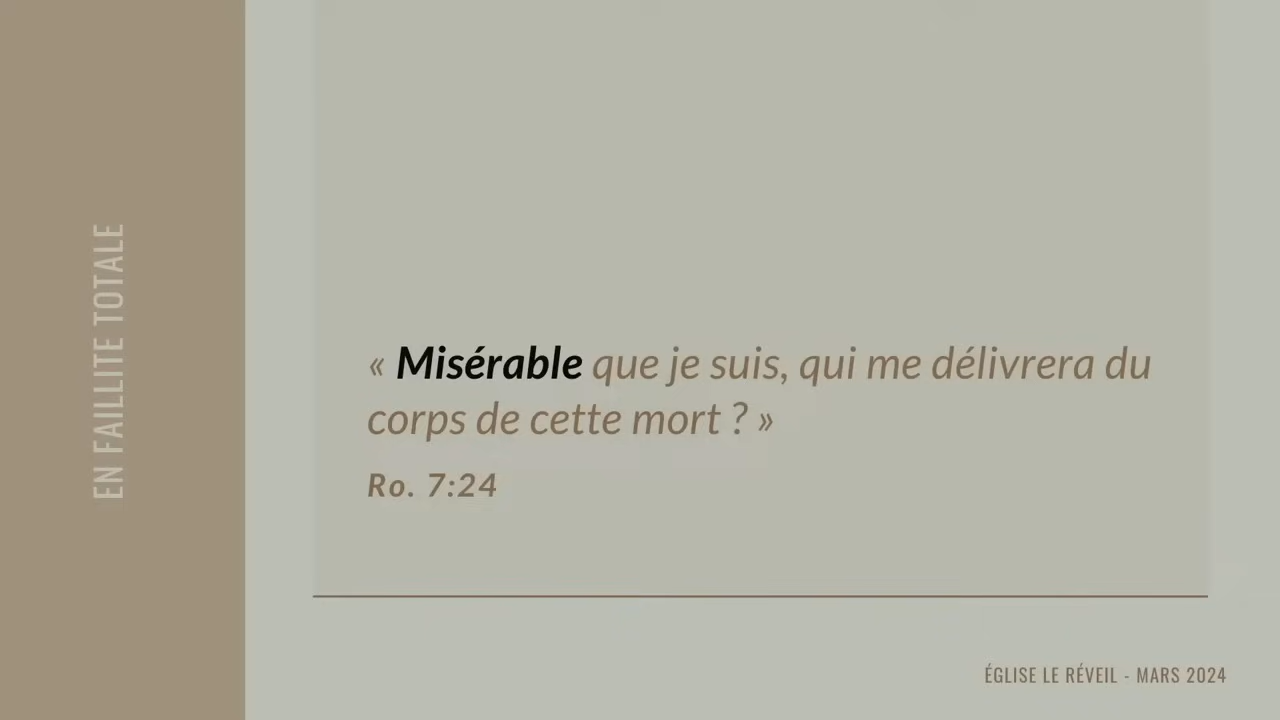 EN FAILLITE TOTALE
« Misérable que je suis, qui me délivrera du
corps de cette mort ? »
Ro. 7:24
ÉGLISE LE RÉVEIL - MARS 2024